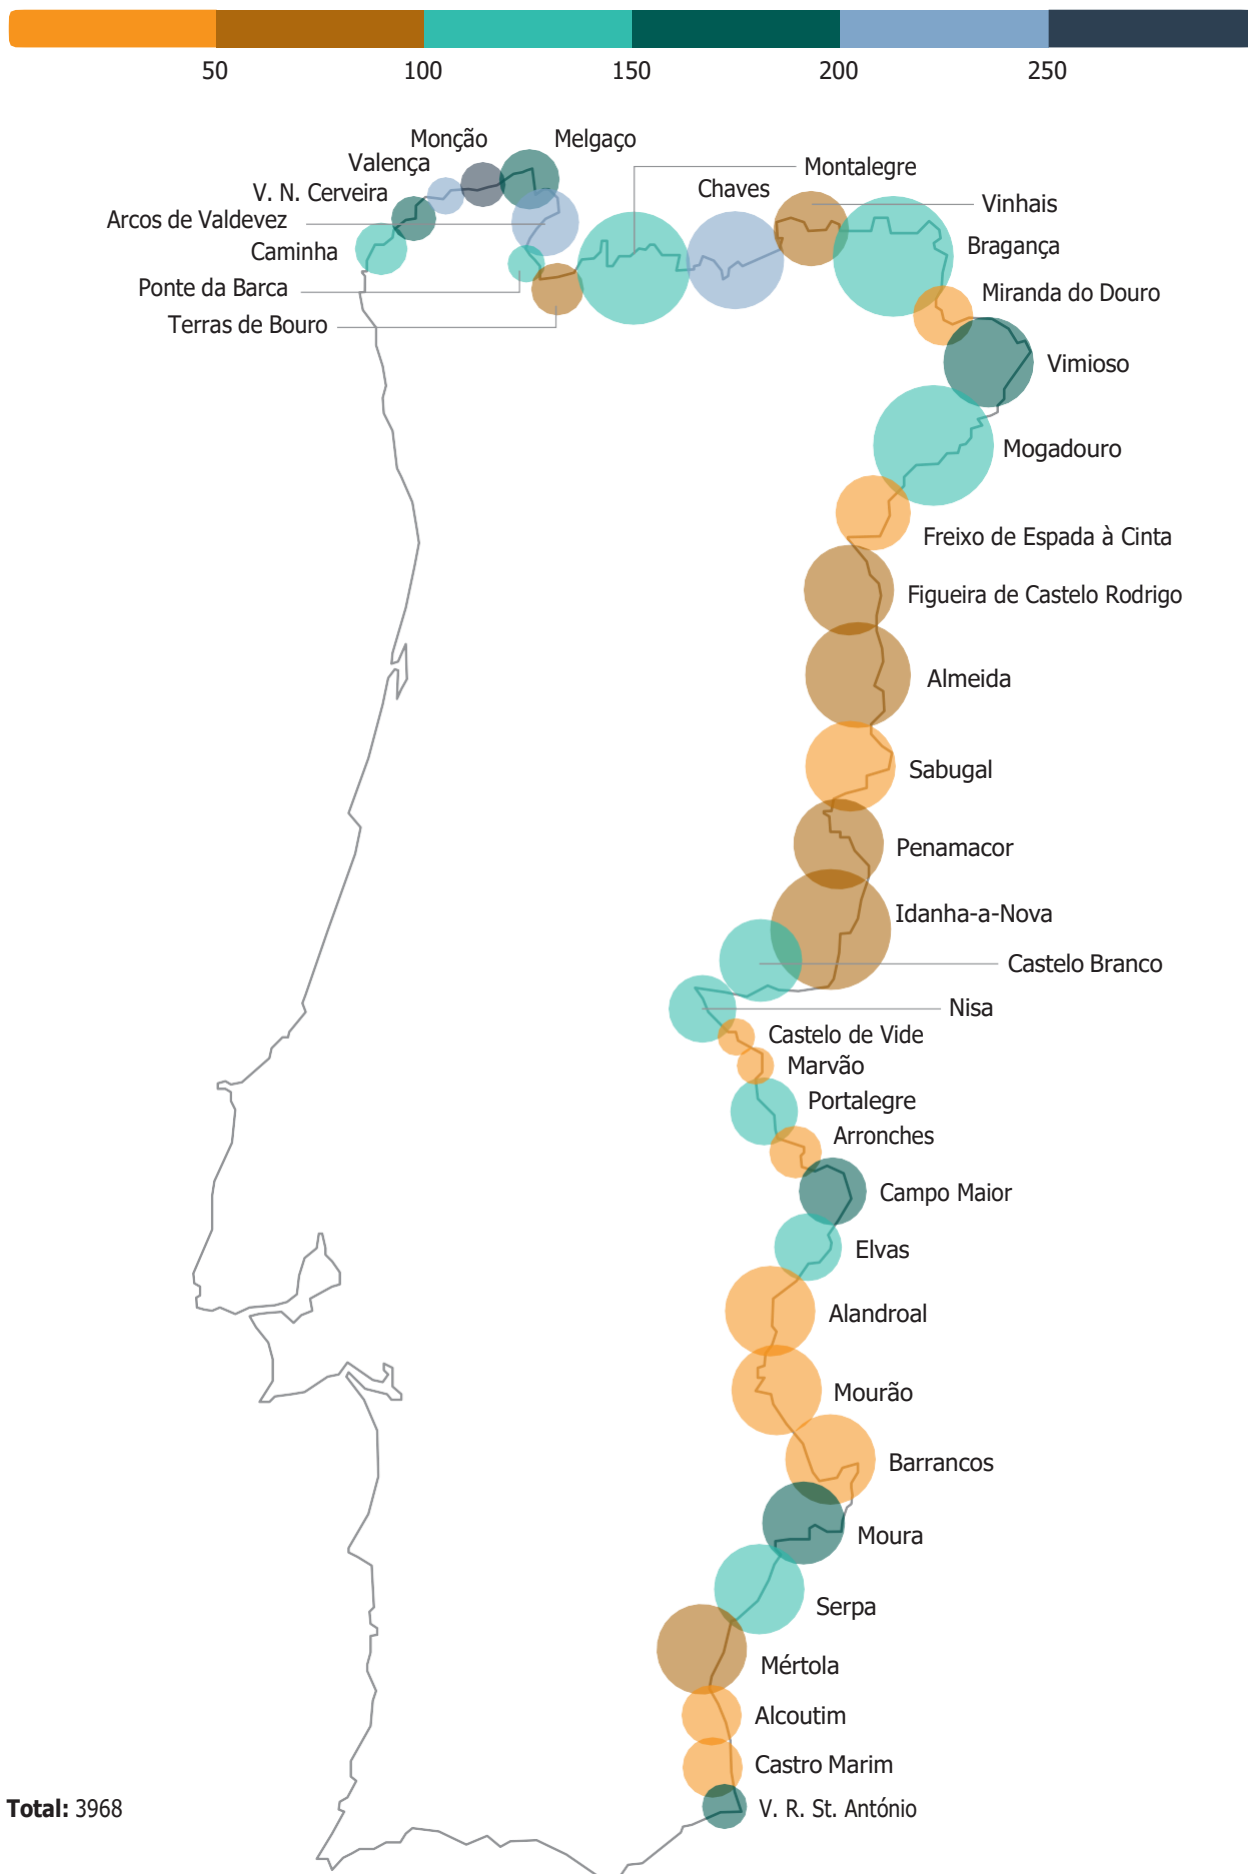 50
100
150
200
250
Monção
Melgaço
Valença
Montalegre
V. N. Cerveira
Chaves
Vinhais
Arcos de Valdevez
Caminha
Bragança
Ponte da Barca
Miranda do Douro
Terras de Bouro
Vimioso
Mogadouro
Freixo de Espada à Cinta
Figueira de Castelo Rodrigo
Almeida
Sabugal
Penamacor
Idanha-a-Nova
Castelo Branco
Nisa
Castelo de Vide
Marvão
Portalegre
Arronches
Campo Maior
Elvas
Alandroal
Mourão
Barrancos
Moura
Serpa
Mértola
Alcoutim
Castro Marim
V. R. St. António
Total: 3968